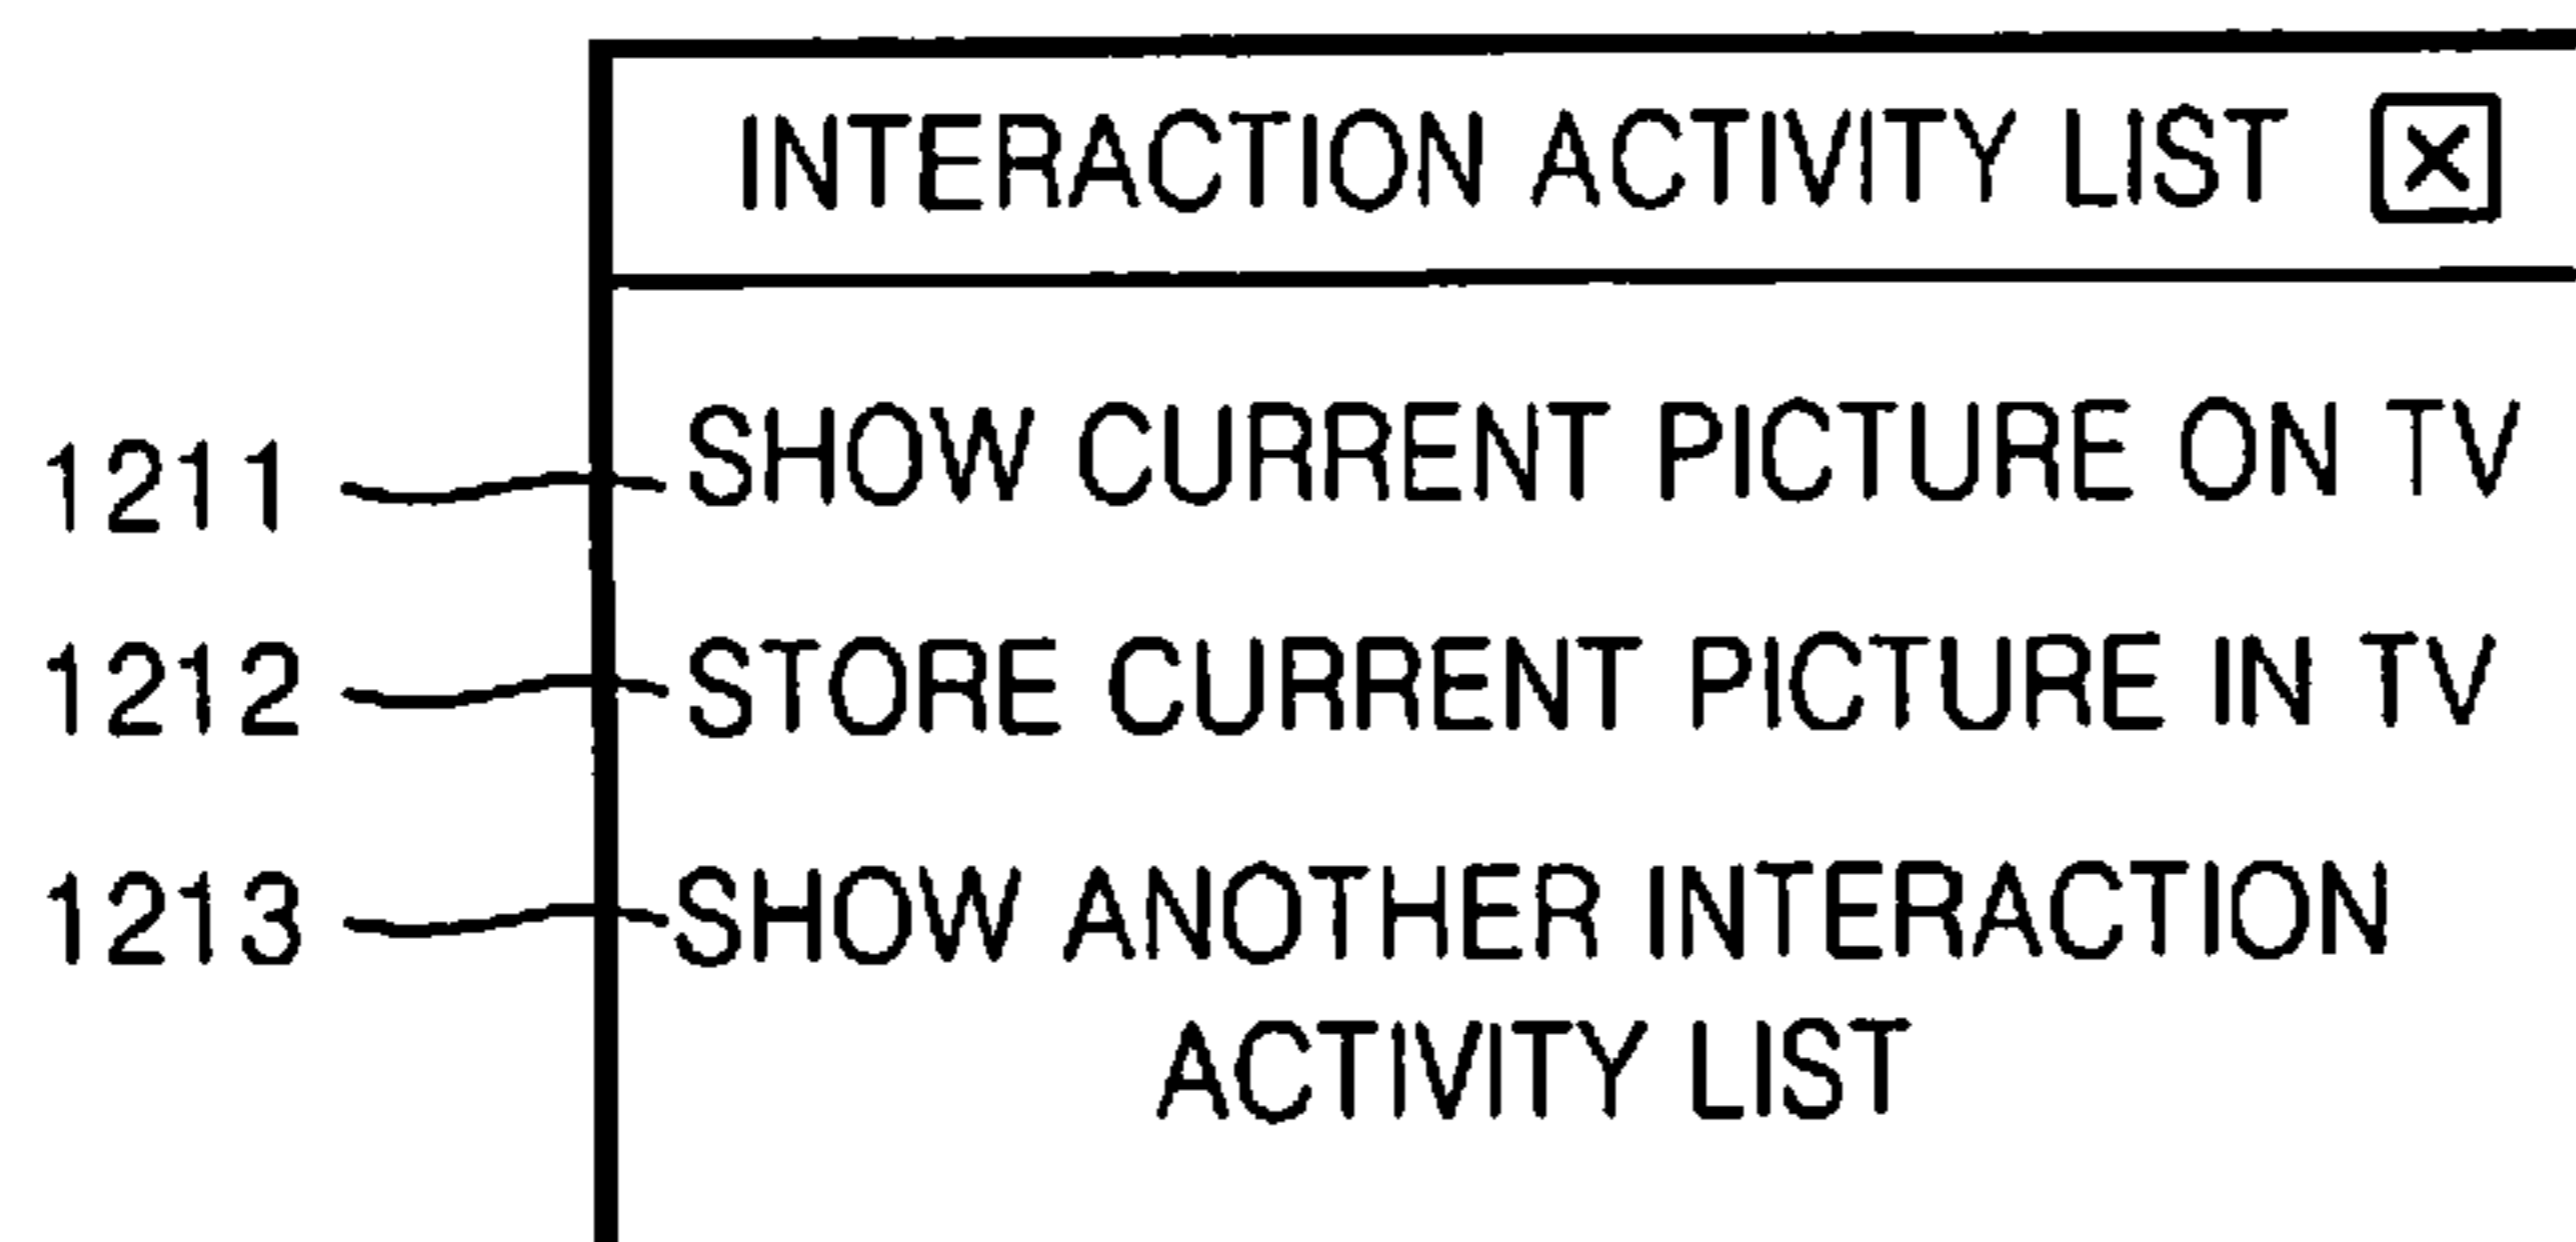 INTERACTION ACTIVITY LIST
1211 SHOW CURRENT PICTURE ON TV
1212 STORE CURRENT PICTURE IN TV
1213 SHOW ANOTHER INTERACTION
ACTIVITY LIST